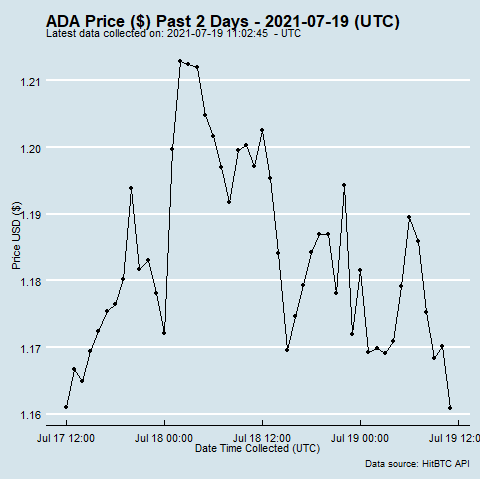 ADA Price ($) Past 2 Days - 2021-07-19 (UTC)
Latest data collected on: 2021-07-19 11:02:45 - UTC
1.21
1.20
1.19
1.18
1.17
1.16
Price USD ($)
Jul 17 12:00 Jul 18 00:00 Jul 18 12:00 Jul 19 00:00 Jul 19 12:00
Date Time Collected (UTC)
Data source: HitBTC API